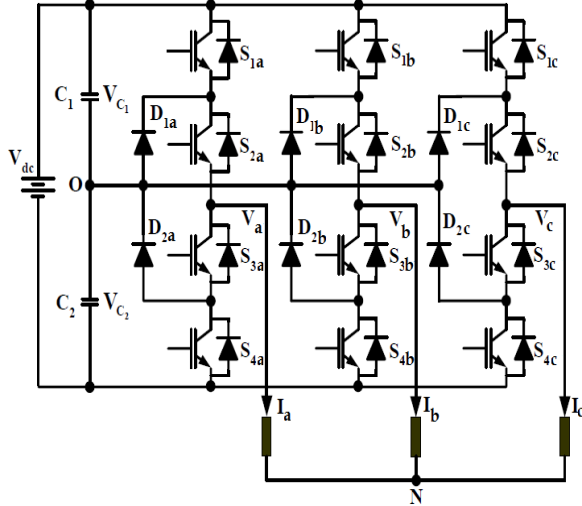 S1a
S1b
S1c
C1
VC1
D1a
D1b
D1c
S2a
S2b
S2c
Vdc
O
Va
Vb
Vc
D2a
D2b
D2c
S3a
S3b
S3c
C2
VC2
S4a
S4b
S4c
Ia
Ib
Ic
N